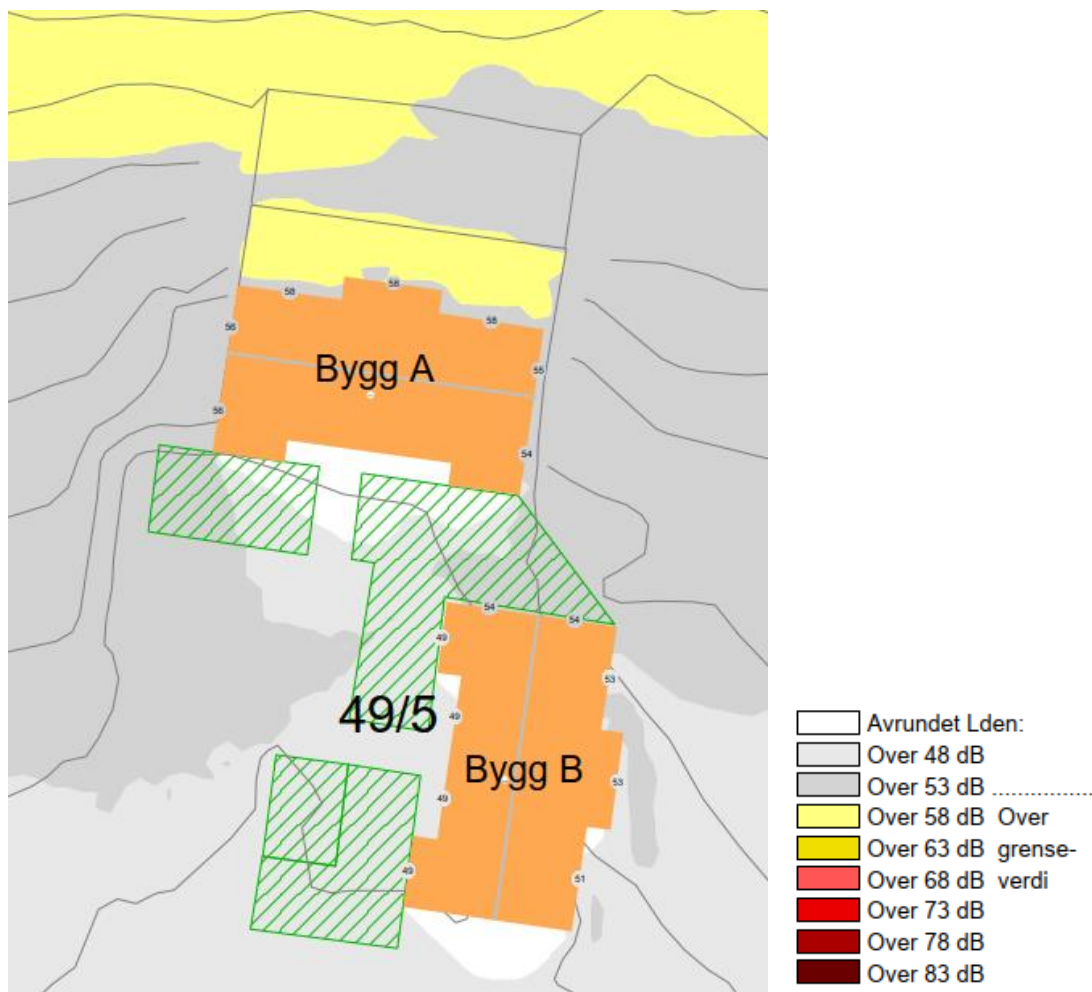 58
58
58
56
Bygg A
55
56
54
54
54
49
53
49/5
49
Bygg B
53
49
49
51
Avrundet Lden:
Over 48 dB
Over 53 dB ................
Over 58 dB Over
Over 63 dB grense-
Over 68 dB verdi
Over 73 dB
Over 78 dB
Over 83 dB